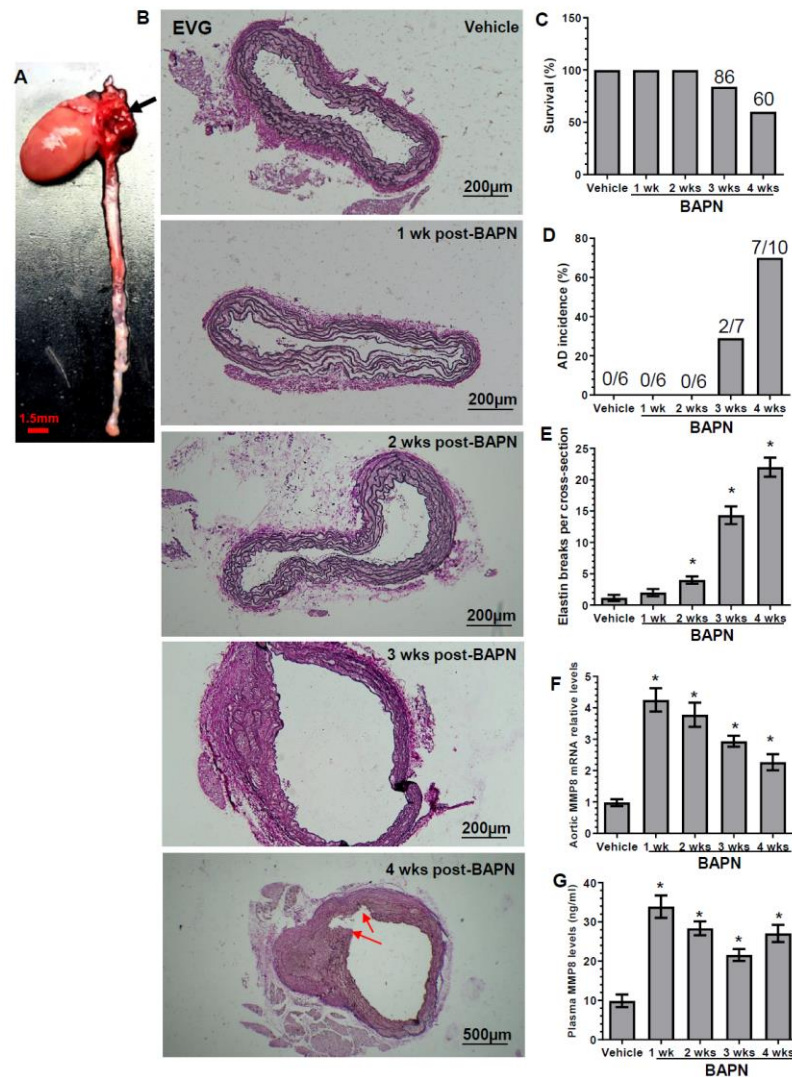 A
1.5mm
B
EVG
Vehicle
200µm
1 wk post-BAPN
200µm
2 wks post-BAPN
200µm
3 wks post-BAPN
200µm
4 wks post-BAPN
500µm
C
Survival (%)
150
100
50
0
86
60
Vehicle 1 wk 2 wks 3 wks 4 wks
BAPN
D
AD incidence (%)
80
60
40
20
0
0/6 0/6 0/6 2/7 7/10
Vehicle 1 wk 2 wks 3 wks 4 wks
BAPN
E
Elastin breaks per cross-section
25
20
15
10
5
0
* * *
Vehicle 1 wk 2 wks 3 wks 4 wks
BAPN
F
Aortic MMP8 mRNA relative levels
5
4
3
2
1
0
* * * *
Vehicle 1 wk 2 wks 3 wks 4 wks
BAPN
G
Plasma MMP8 levels (ng/ml)
40
30
20
10
0
* * * *
Vehicle 1 wk 2 wks 3 wks 4 wks
BAPN